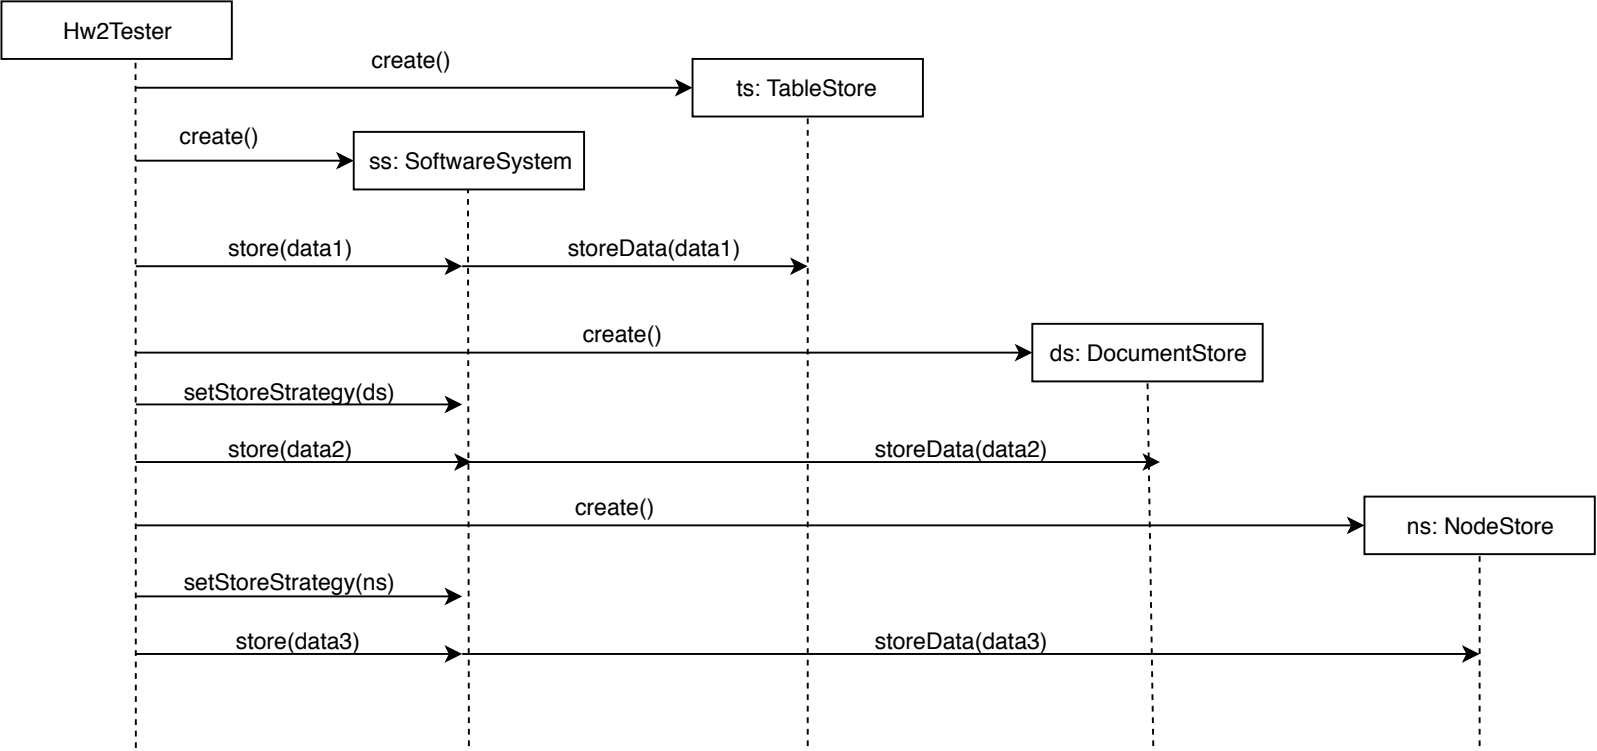 Hw2Tester
create()
ts: TableStore
create()
ss: SoftwareSystem
store(data1)
storeData(data1)
create()
ds: DocumentStore
setStoreStrategy(ds)
store(data2)
storeData(data2)
create()
ns: NodeStore
setStoreStrategy(ns)
store(data3)
storeData(data3)